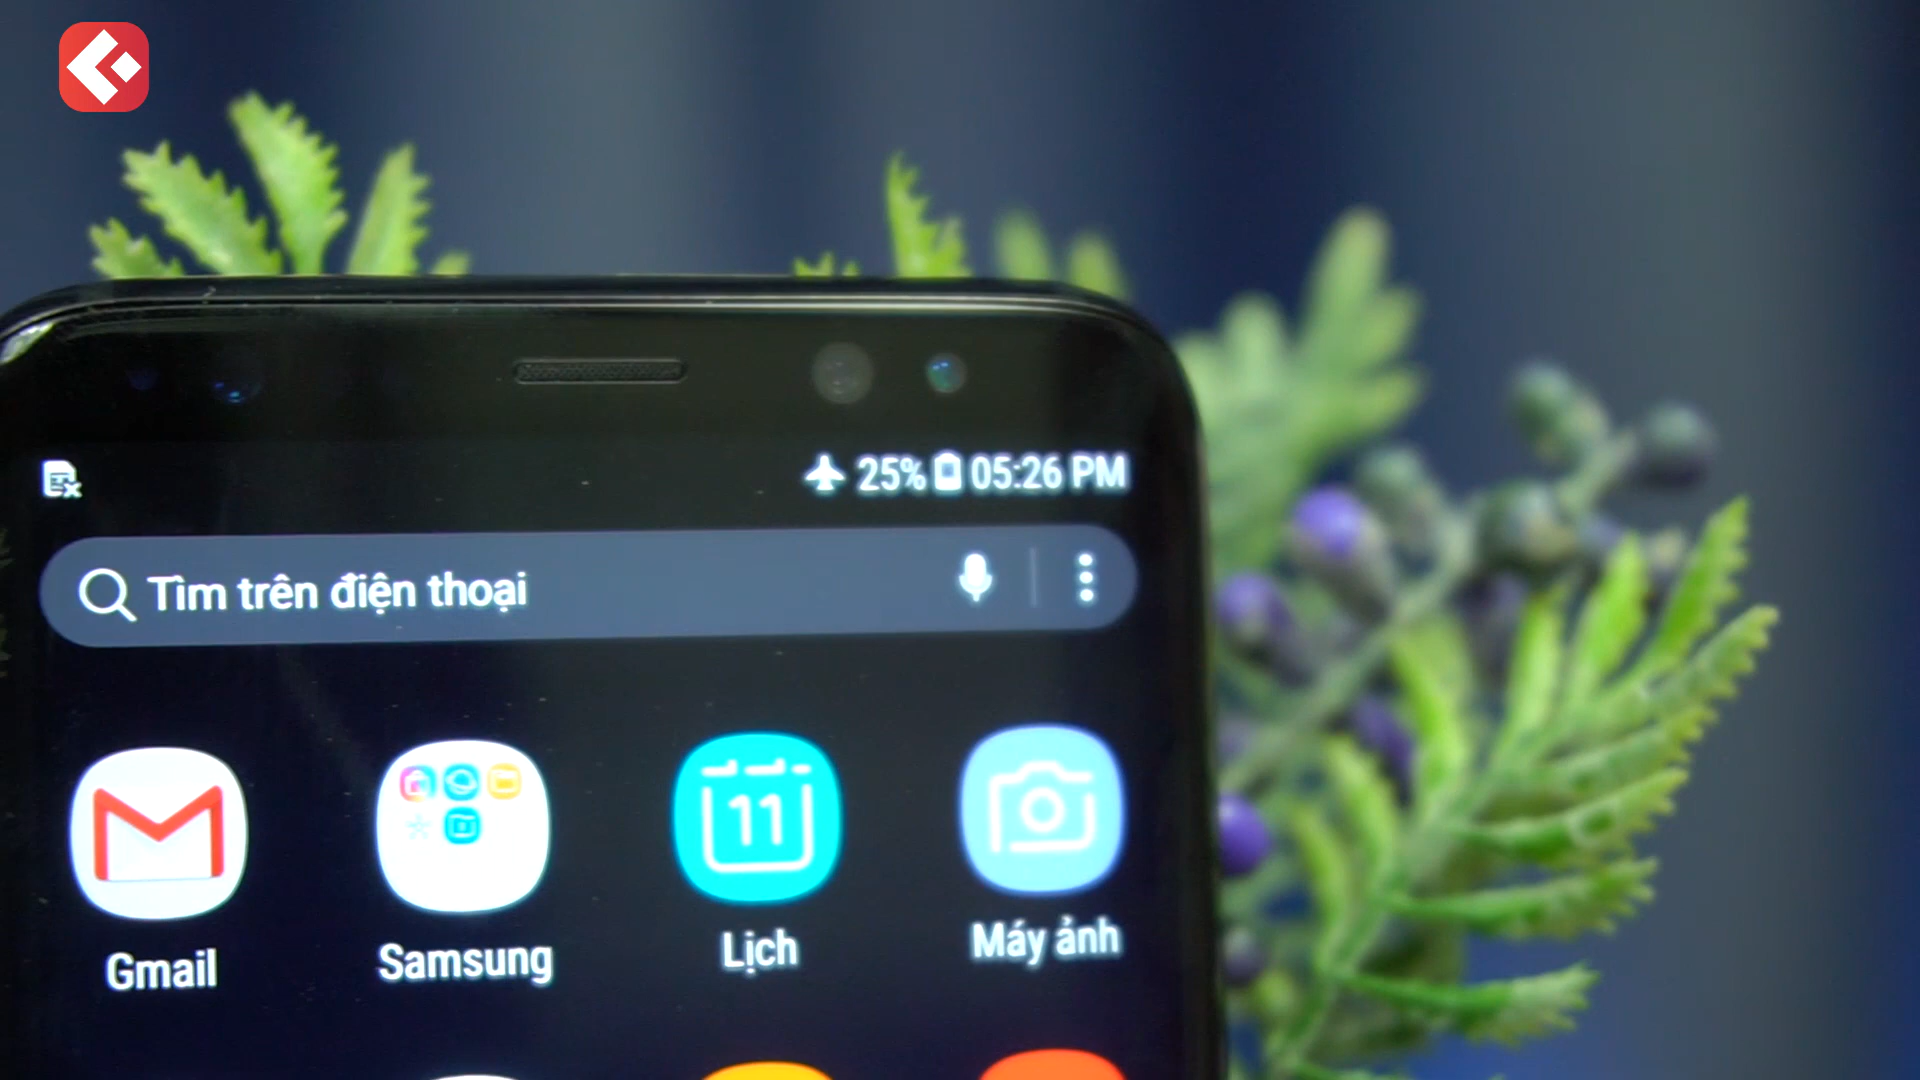 25% 05:26 PM
Tìm trên điện thoại
11
Gmail
Samsung
Lịch
Máy ảnh